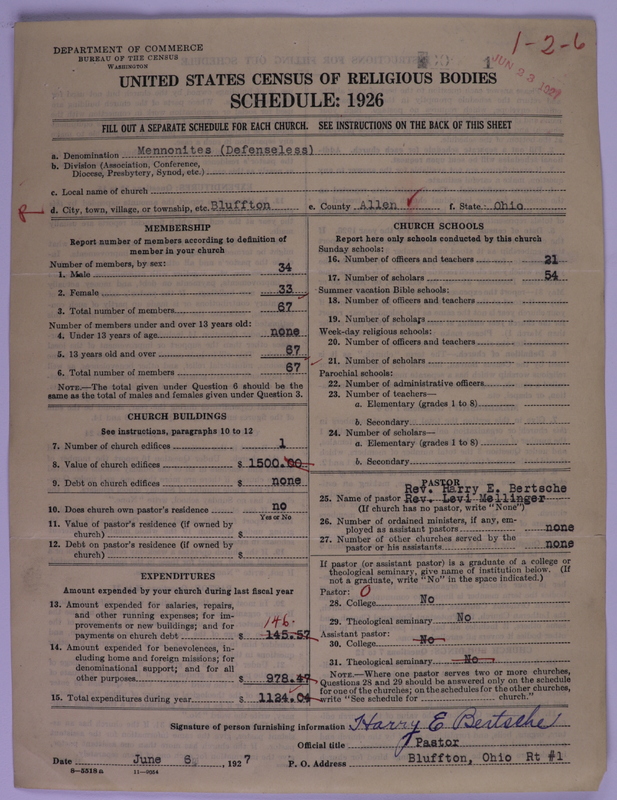 1-2-6
JUN 23 1927
DEPARTMENT OF COMMERCE
BUREAU OF THE CENSUS
WASHINGTON
UNITED STATES CENSUS OF RELIGIOUS BODIES
SCHEDULE: 1926
FILL OUT A SEPARATE SCHEDULE FOR EACH CHURCH. SEE INSTRUCTIONS ON THE BACK OF THIS SHEET
a. Denomination Mennonites (Defenseless)
b. Division (Association, Conference,
Diocese, Presbytery, Synod, etc.)
c. Local name of church
d. City, town, village, or township, etc. Bluffton e. County Allen f. State: Ohio
MEMBERSHIP
Report number of members according to definition of
member in your church
Number of members, by sex:
1. Male 34
2. Female 33
3. Total number of members 67
Number of members under and over 13 years old:
4. Under 13 years of age none
5. 13 years old and over 67
6. Total number of members 67
NOTE.—The total given under Question 6 should be
same as the total of males and females given under Question 3.
CHURCH BUILDINGS
See instructions, paragraphs 10 to 12
7. Number of church edifices 1
8. Value of church edifices $ 1500.00
9. Debt on church edifices $ none
10. Does church own pastor's residence no
Yes or No
11. Value of pastor's residence (if owned by
church) $
12. Debt on pastor's residence (if owned by
church) $
EXPENDITURES
Amount expended by your church during last fiscal year
13. Amount expended for salaries, repairs,
and other running expenses; for im-
provements or new buildings; and for
payments on church debt $ 145.57
146.
14. Amount expended for benevolences, in-
cluding home and foreign missions; for
denominational support; and for all
other purposes $ 978.47
15. Total expenditures during year $ 1124.04
CHURCH SCHOOLS
Report here only schools conducted by this church
Sunday schools:
16. Number of officers and teachers 21
17. Number of scholars 54
Summer vacation Bible schools:
18. Number of officers and teachers
19. Number of scholars
Week-day religious schools:
20. Number of officers and teachers
21. Number of scholars
Parochial schools:
22. Number of administrative officers
23. Number of teachers—
a. Elementary (grades 1 to 8)
b. Secondary
24. Number of scholars—
a. Elementary (grades 1 to 8)
b. Secondary
PASTOR
Rev. Harry E. Bertsche
25. Name of pastor Rev. Levi Mellinger
(If church has no pastor, write "None")
26. Number of ordained ministers, if any, em-
ployed as assistant pastors none
27. Number of other churches served by the
pastor or his assistants none
If pastor (or assistant pastor) is a graduate of a college or
theological seminary, give name of institution below. (If
not a graduate, write "No" in the space indicated.)
Pastor: 0
28. College No
29. Theological seminary No
Assistant pastor:
30. College No
31. Theological seminary No
NOTE.—Where one pastor serves two or more churches,
Questions 28 and 29 should be answered only on the schedule
for one of the churches; on the schedules for the other churches,
write "See schedule for church."
Signature of person furnishing information Harry E Bertsche
Official title Pastor
Date June 6, 1927 P. O. Address Bluffton, Ohio Rt #1
8-5518a 11-9054